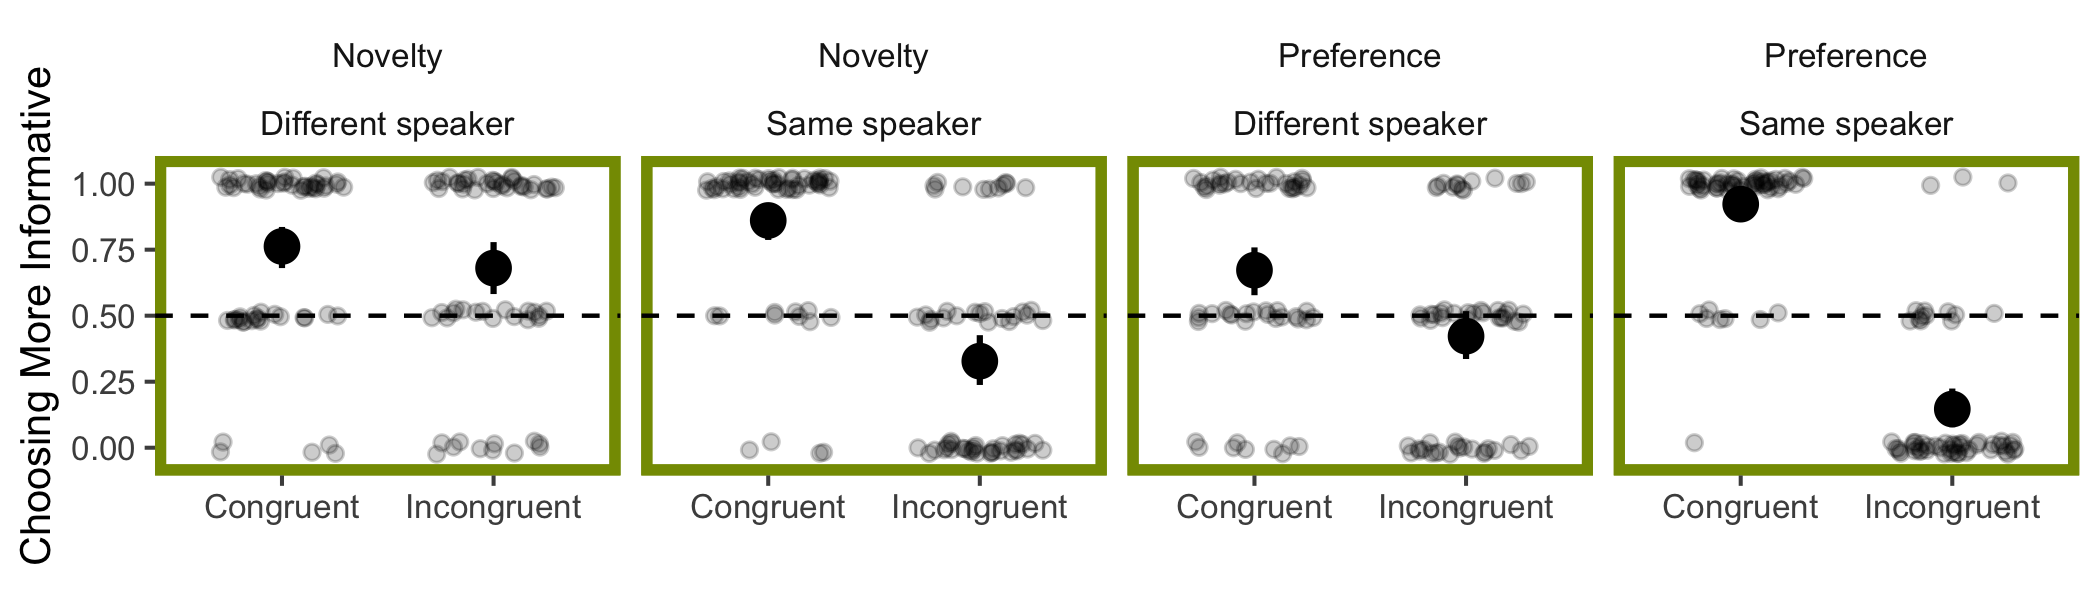 Choosing More Informative
Novelty
Different speaker
Novelty
Same speaker
Preference
Different speaker
Preference
Same speaker
1.00
0.75
0.50
0.25
0.00
Congruent
Incongruent
Congruent
Incongruent
Congruent
Incongruent
Congruent
Incongruent